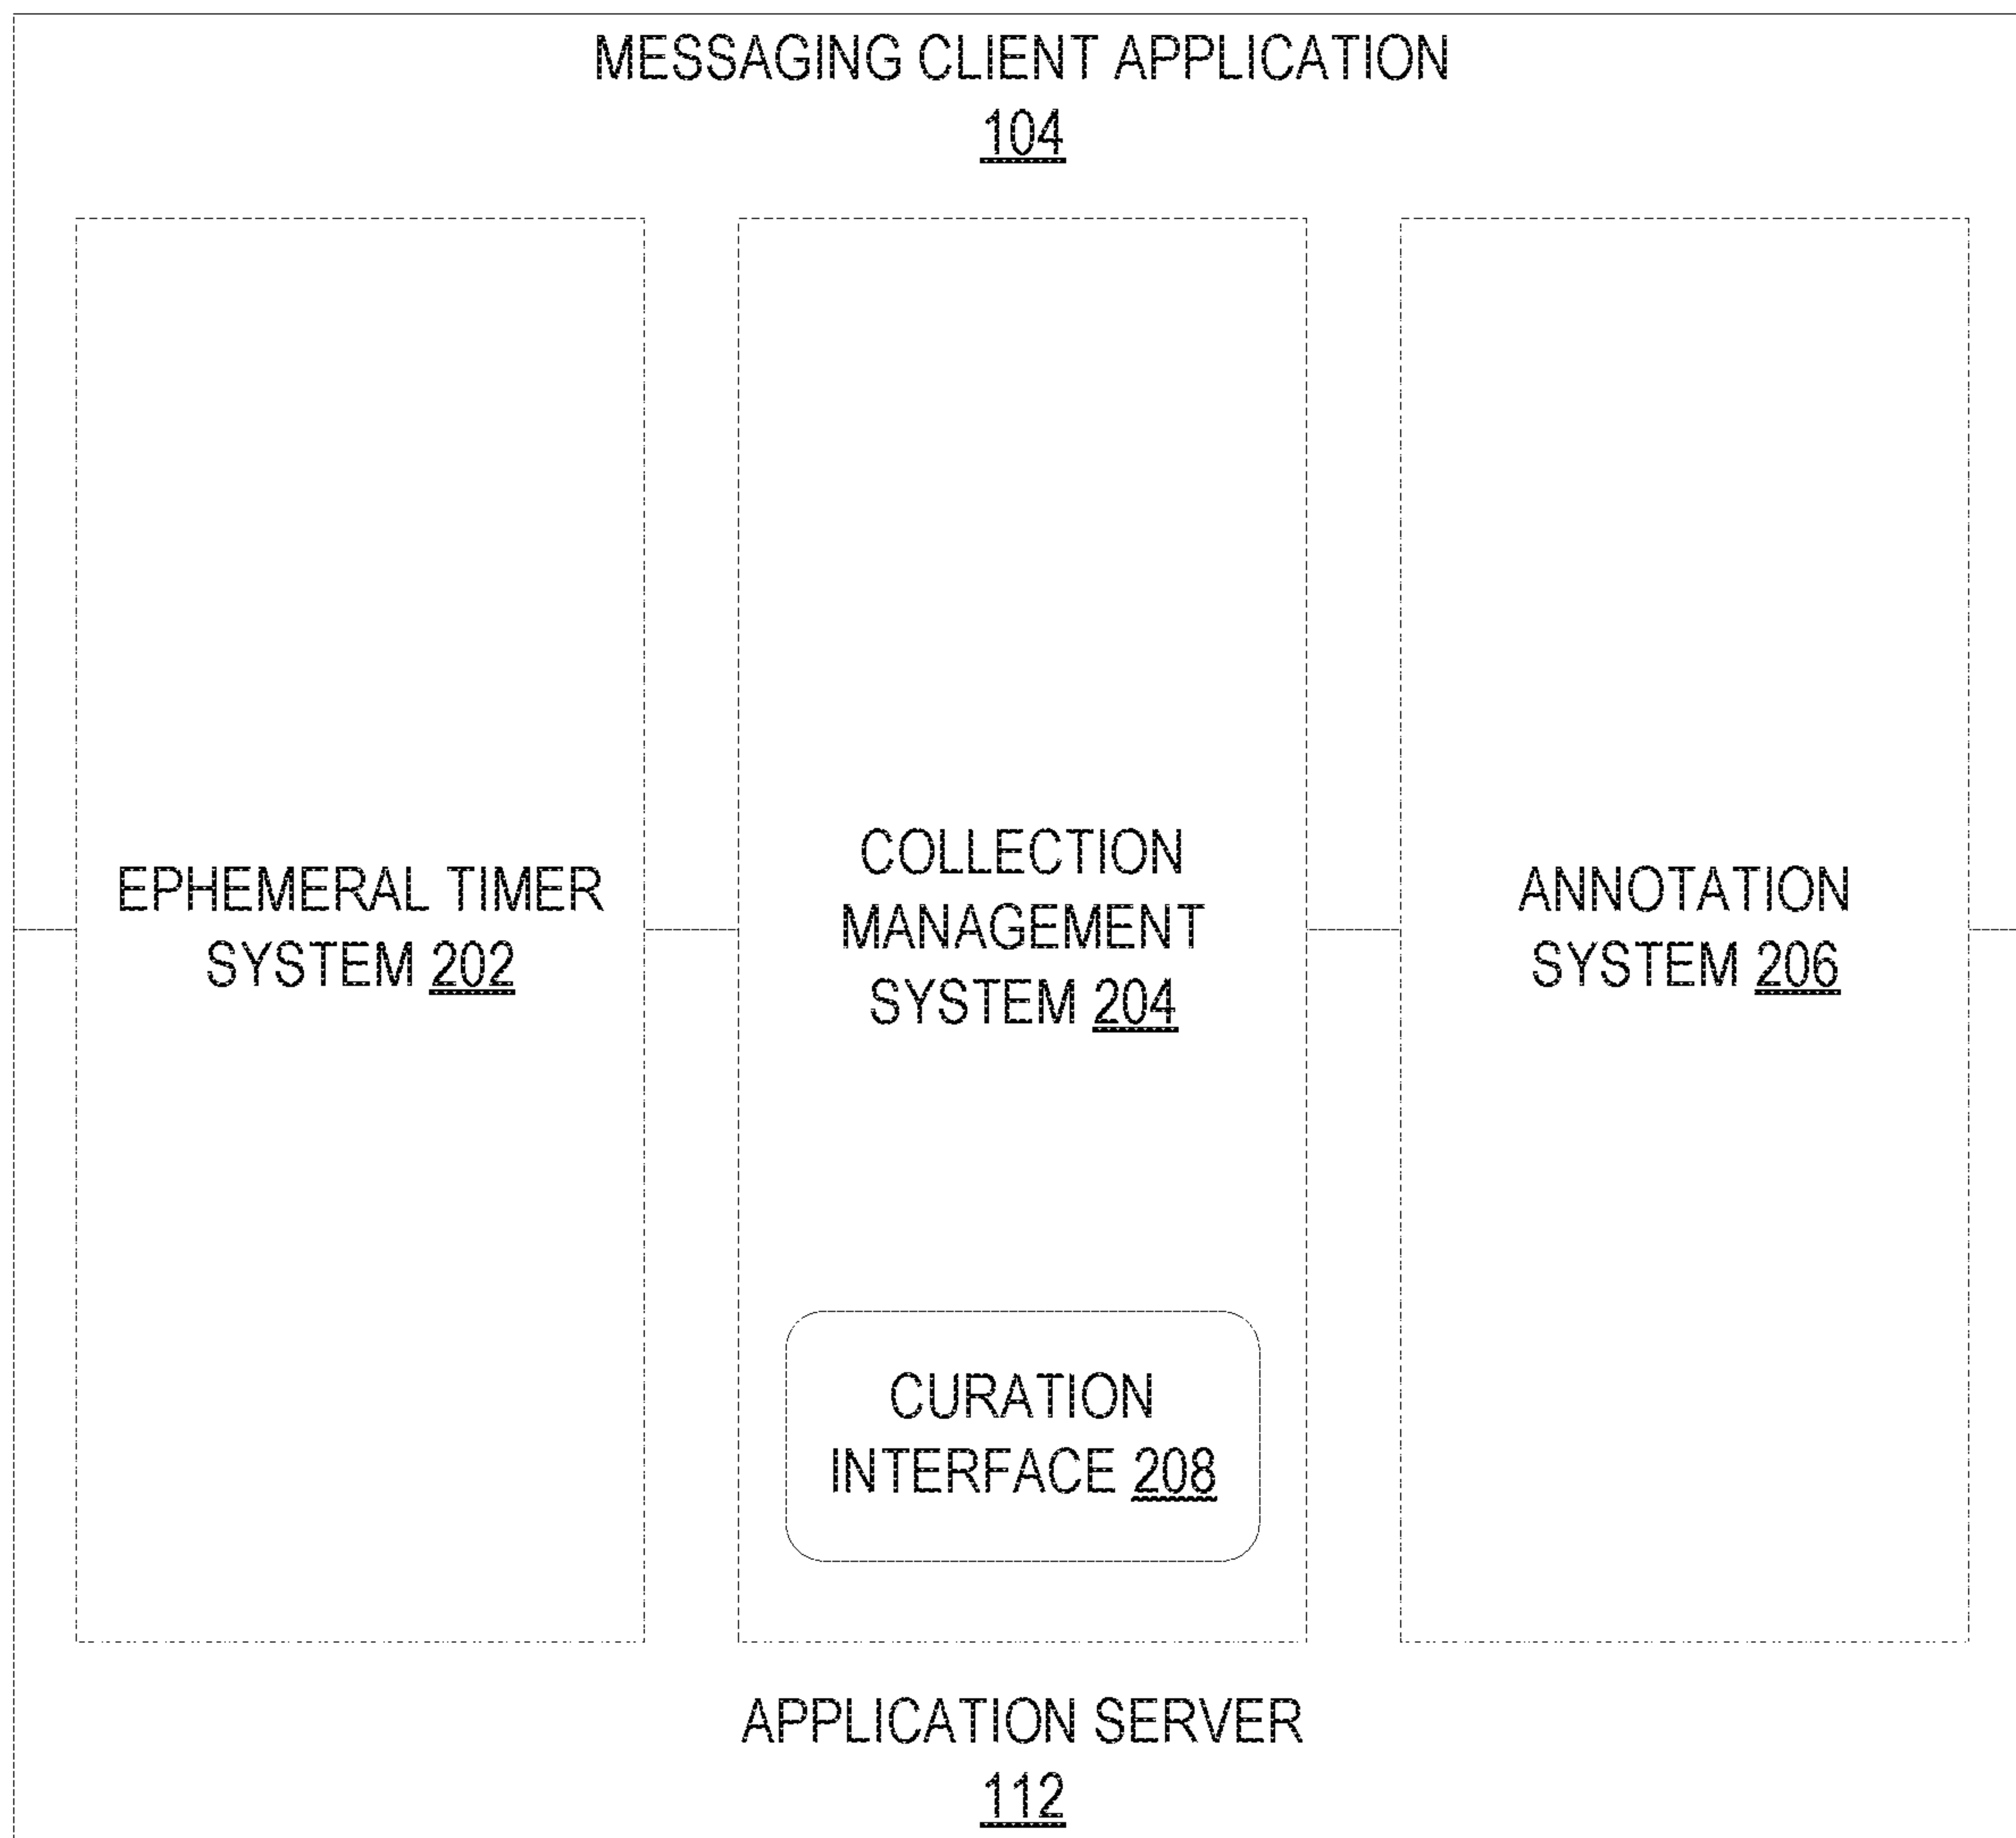 MESSAGING CLIENT APPLICATION
104
EPHEMERAL TIMER
SYSTEM 202
COLLECTION
MANAGEMENT
SYSTEM 204
ANNOTATION
SYSTEM 206
CURATION
INTERFACE 208
APPLICATION SERVER
112